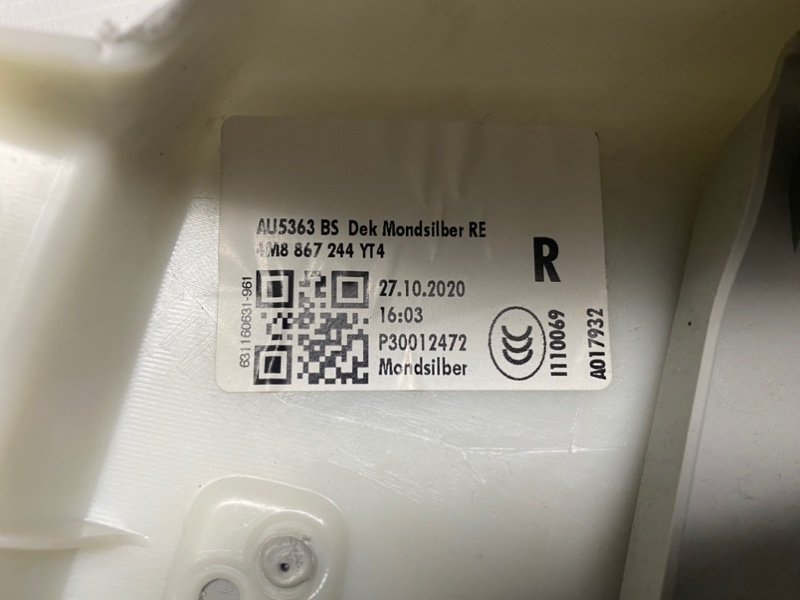 AU5363 BS Dek Mondsilber RE
4M8 867 244 YT4
R
631160631-961
27.10.2020
16:03
P30012472
Mondsilber
CCC
I110069
A017932